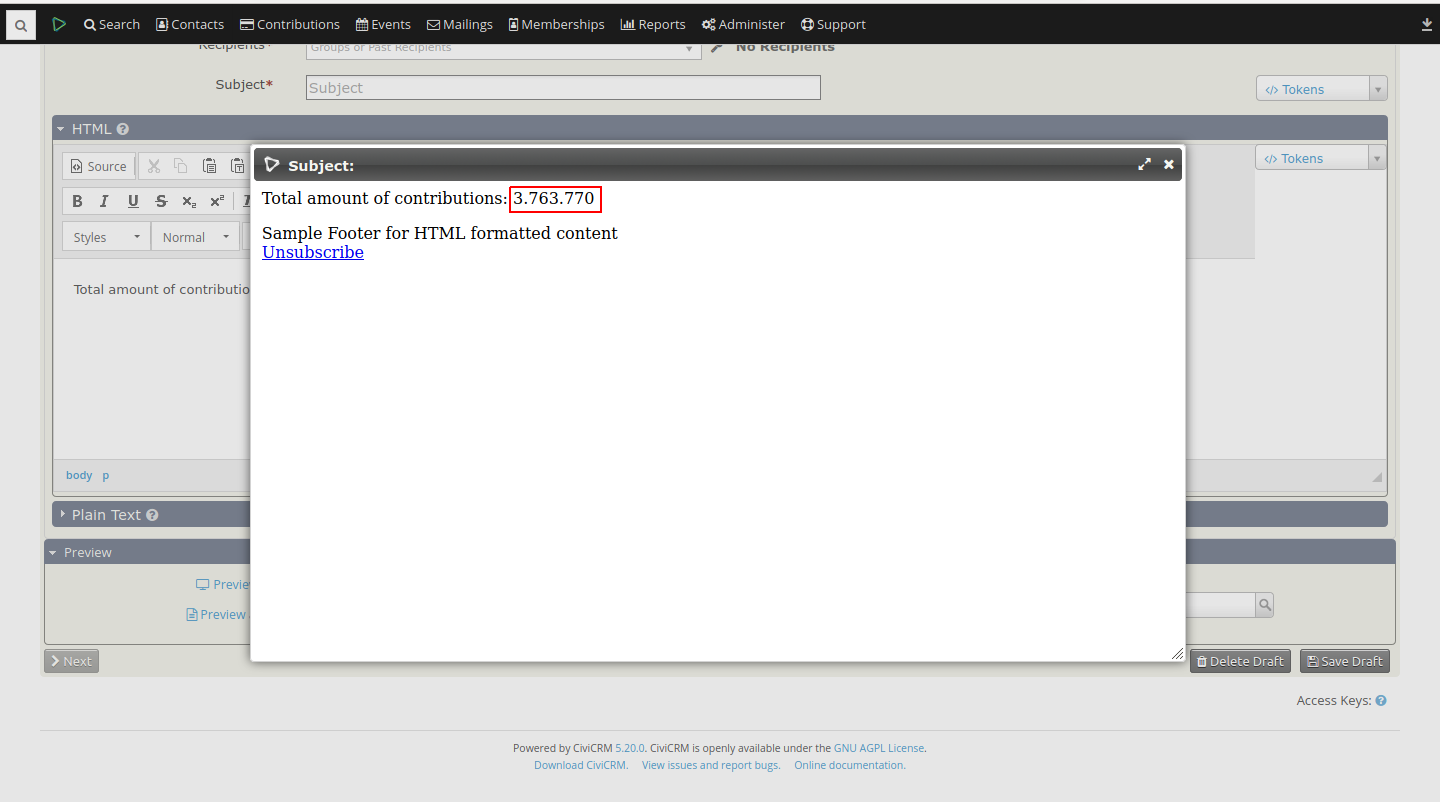 Search Contacts Contributions Events Mailings Memberships Reports Administer Support
Recipients* Groups or Past Recipients No Recipients
Subject* Subject </> Tokens
HTML
Source
</> Tokens
B I U S x₂ x² I
Styles Normal
Total amount of contributio
body p
Plain Text
Preview
Previe
Preview
Subject:
Total amount of contributions: 3.763.770
Sample Footer for HTML formatted content
Unsubscribe
Next Delete Draft Save Draft
Access Keys:
Powered by CiviCRM 5.20.0. CiviCRM is openly available under the GNU AGPL License.
Download CiviCRM. View issues and report bugs. Online documentation.